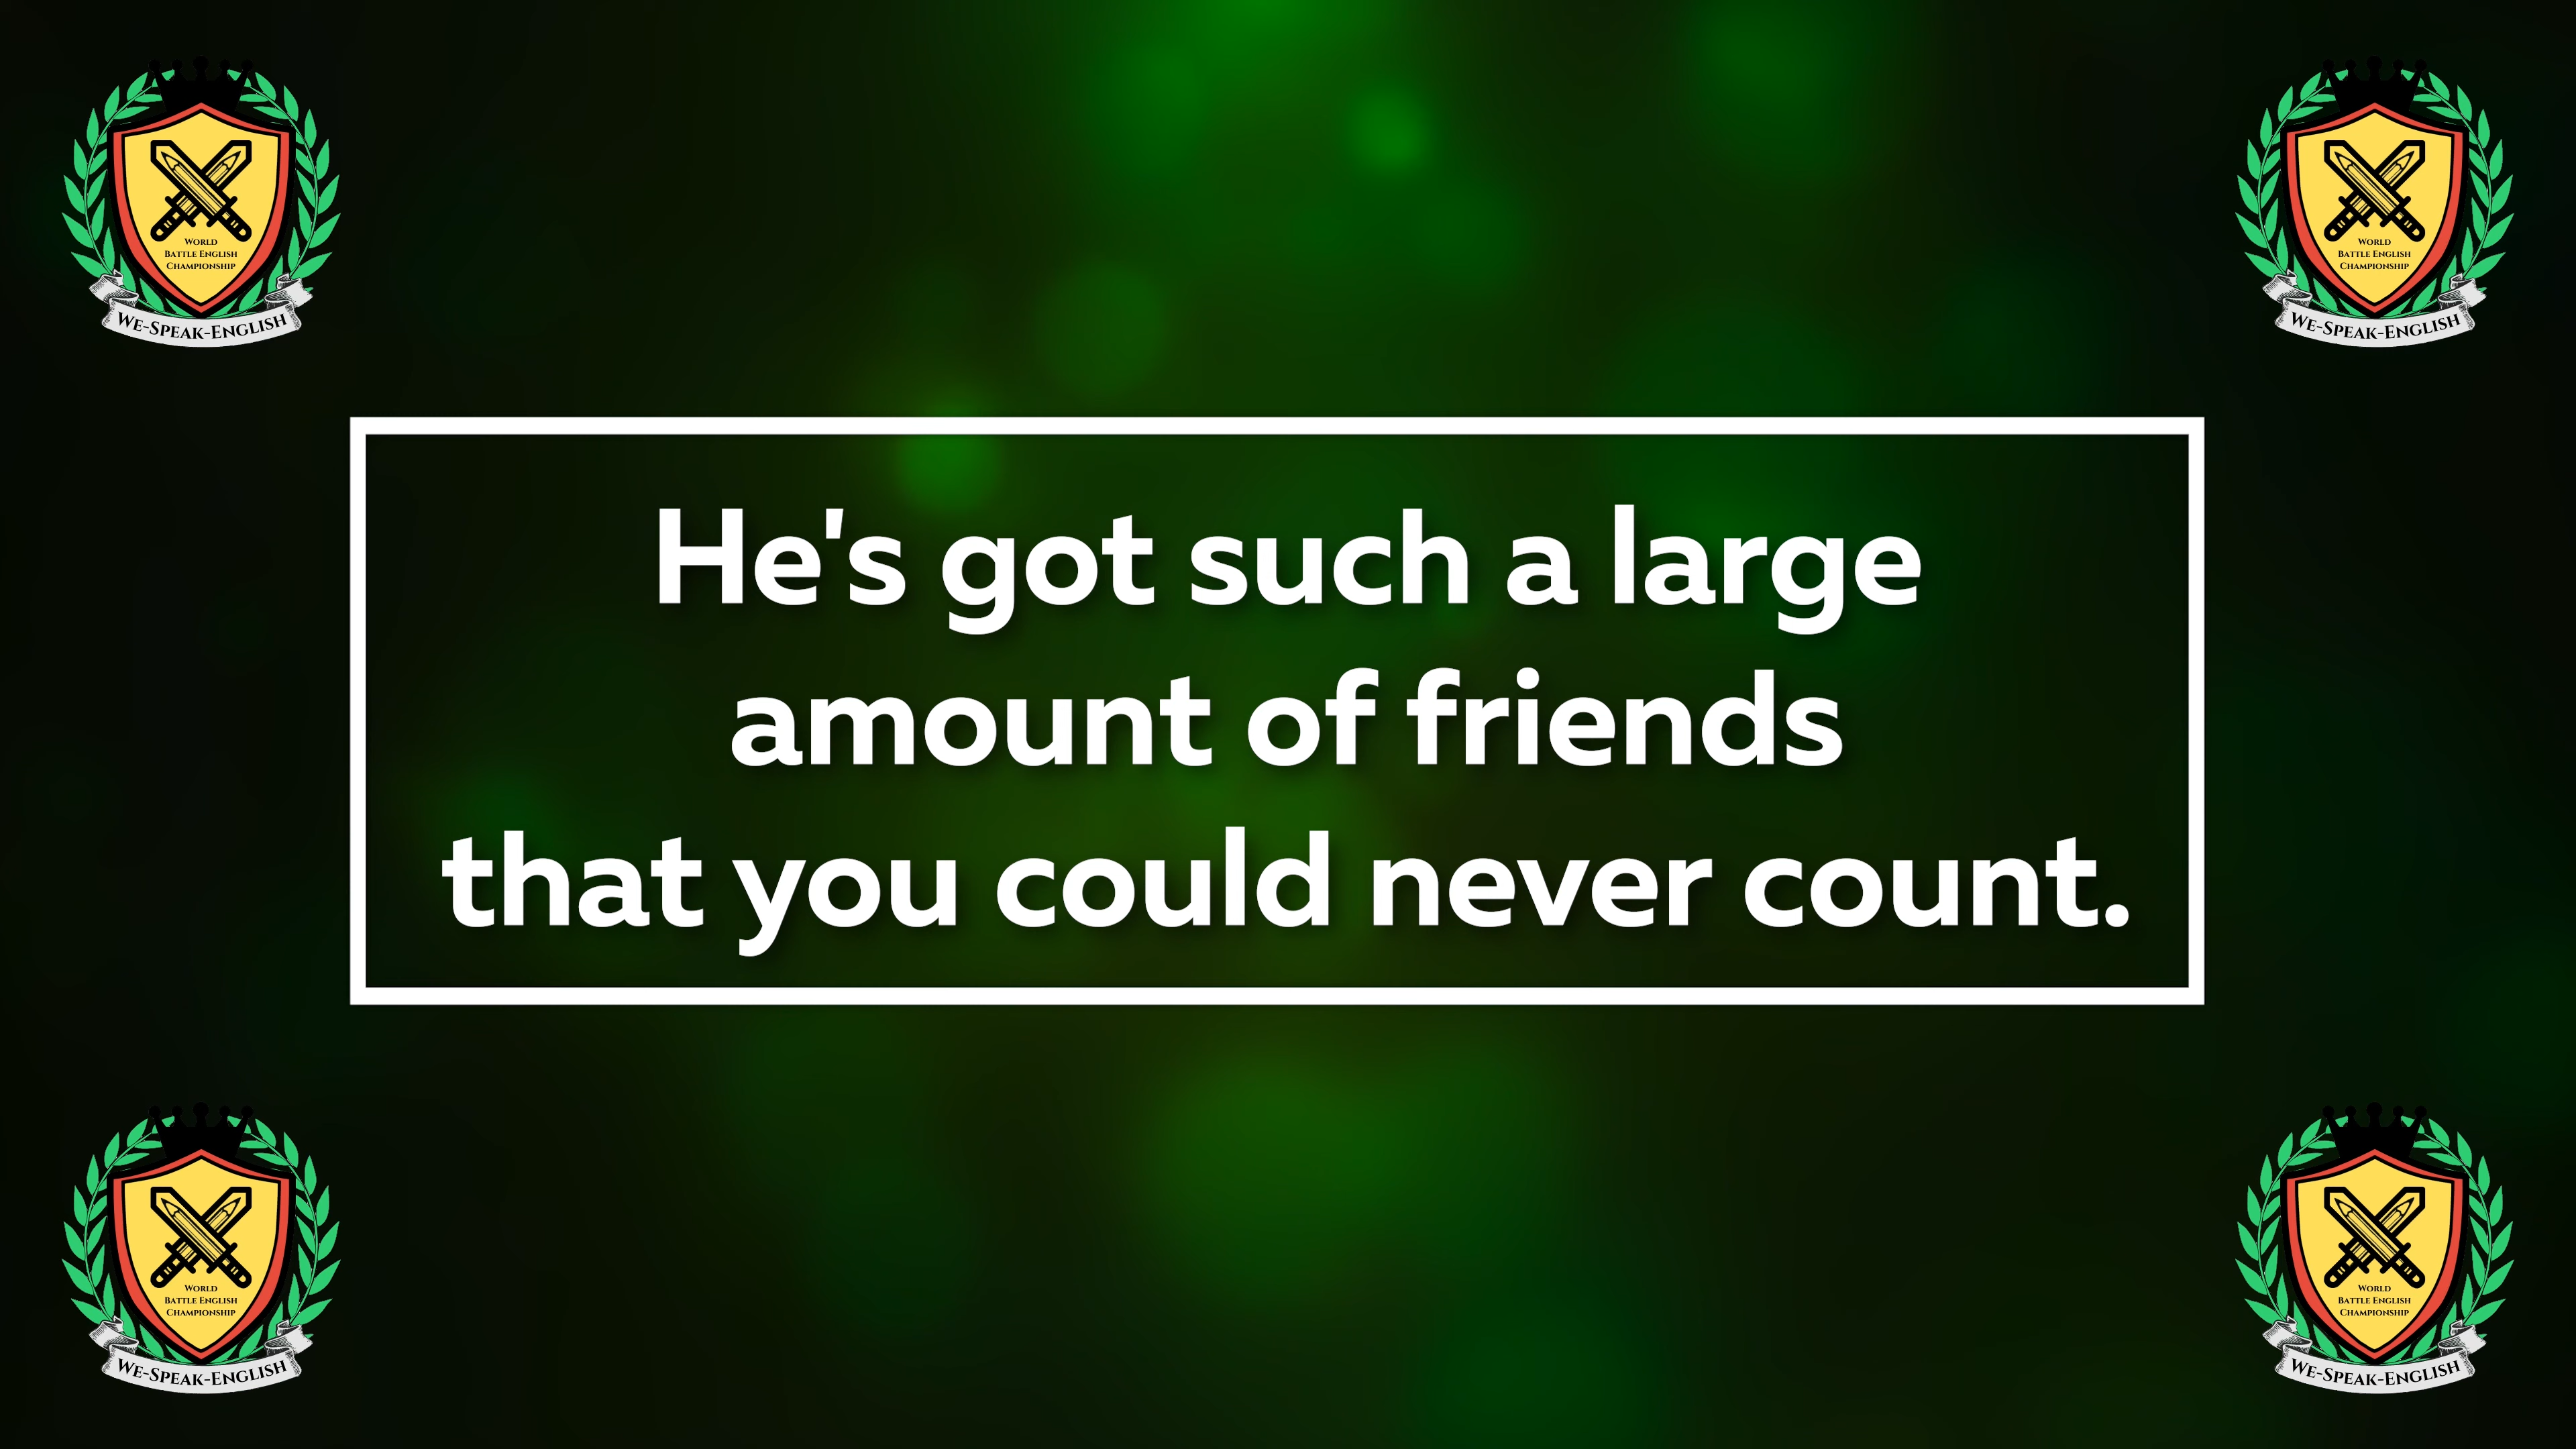 World
Battle English
Championship
We-Speak-English
World
Battle English
Championship
We-Speak-English
He's got such a large
amount of friends
that you could never count.
World
Battle English
Championship
We-Speak-English
World
Battle English
Championship
We-Speak-English